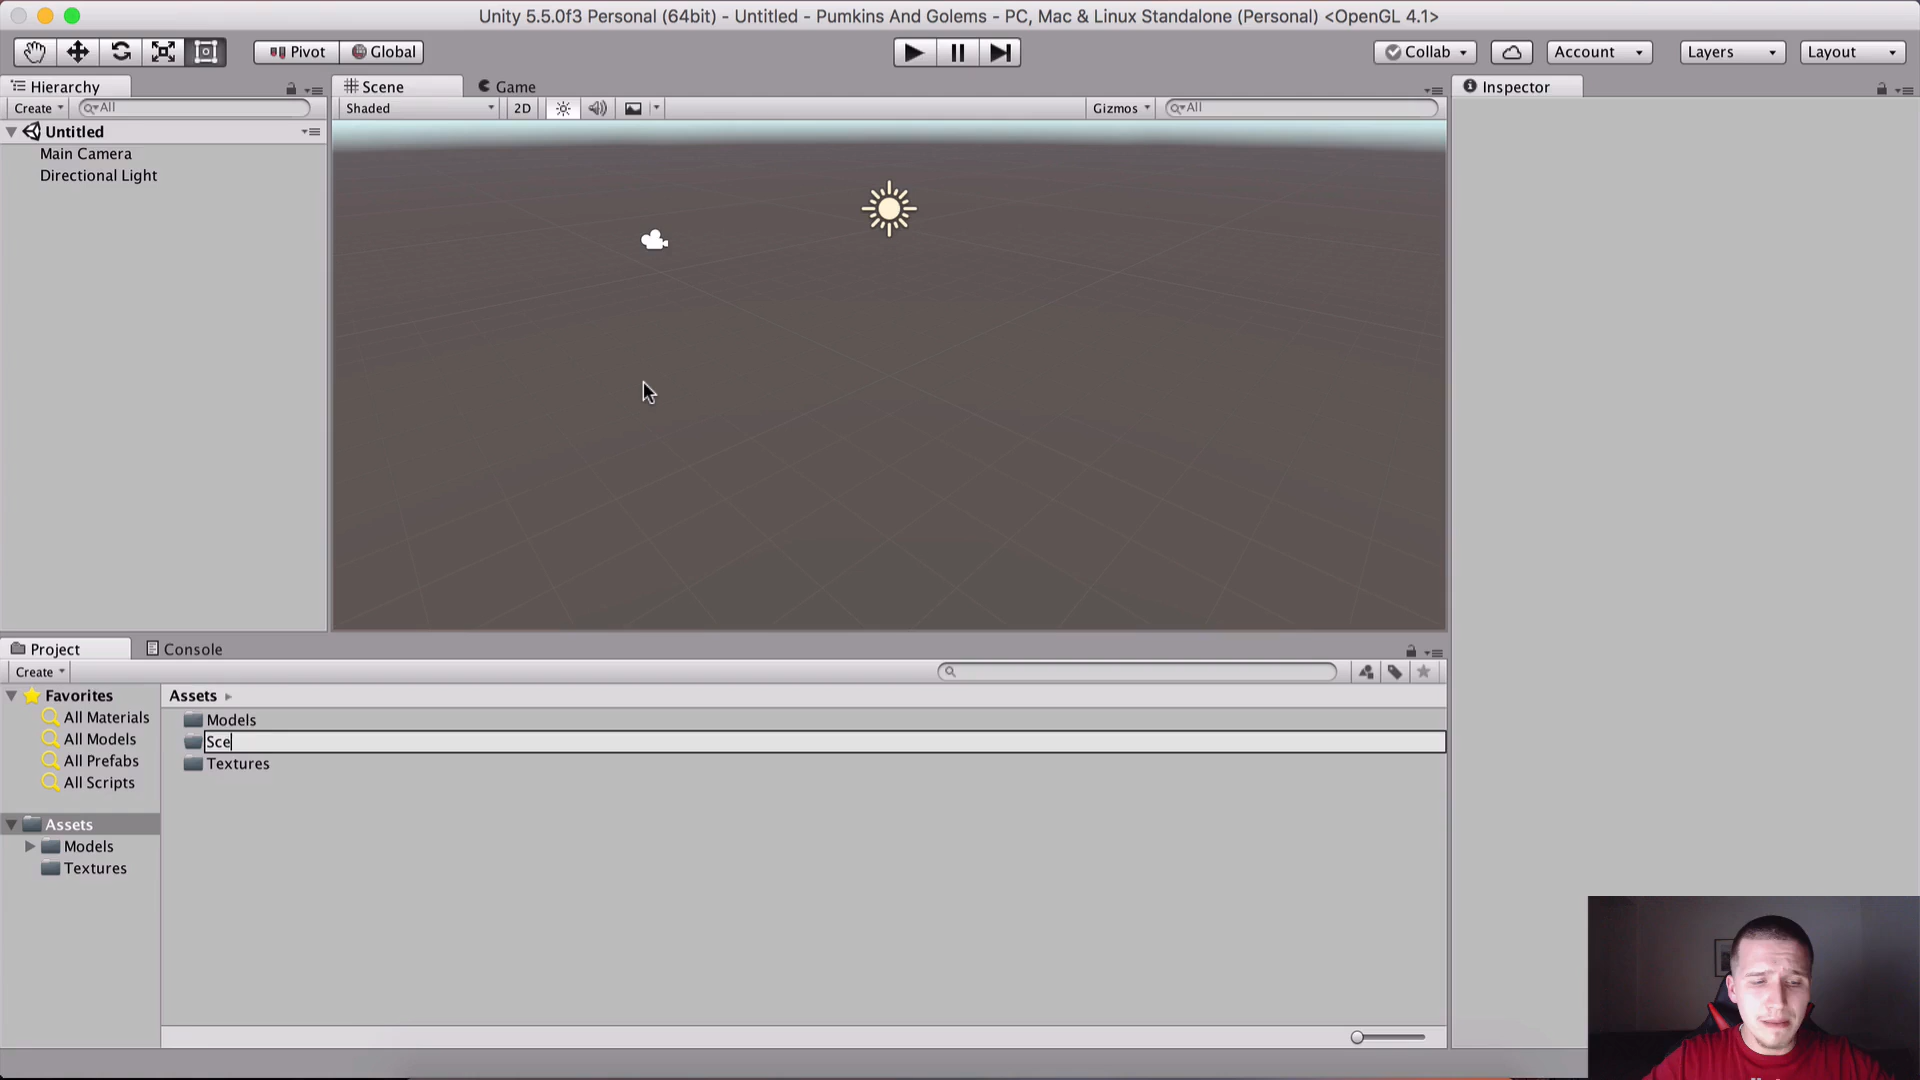 Unity 5.5.0f3 Personal (64bit) - Untitled - Pumkins And Golems - PC, Mac & Linux Standalone (Personal) <OpenGL 4.1>
Pivot Global Collab Account Layers Layout
Hierarchy Scene Game Inspector
Create All Shaded 2D Gizmos All
Untitled
Main Camera
Directional Light
Project Console
Create
Favorites Assets
All Materials Models
All Models Sce
All Prefabs Textures
All Scripts
Assets
Models
Textures